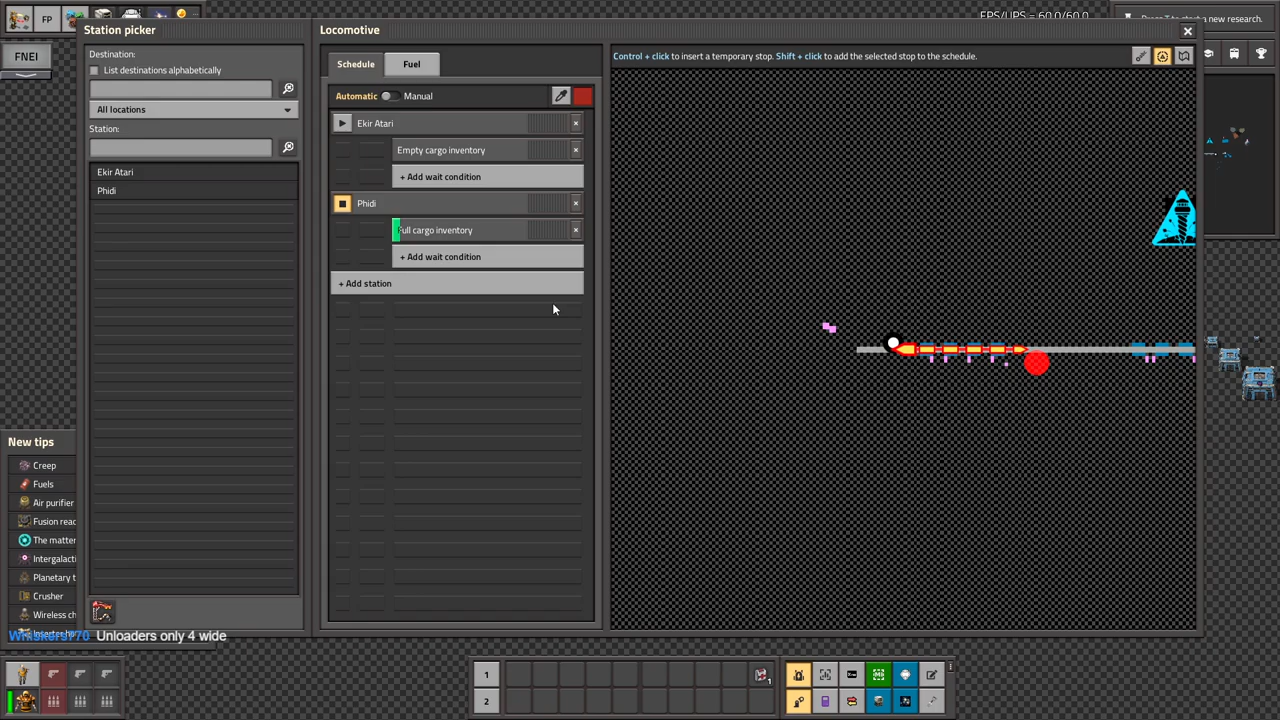 FP
FNEI
Station picker
Destination:
List destinations alphabetically
All locations
Station:
Ekir Atari
Phidi
Locomotive
Schedule
Fuel
Automatic
Manual
Ekir Atari
Empty cargo inventory
+ Add wait condition
Phidi
Full cargo inventory
+ Add wait condition
+ Add station
FPS/UPS = 60.0/60.0
Control + click to insert a temporary stop. Shift + click to add the selected stop to the schedule.
New tips
Creep
Fuels
Air purifier
Fusion reac
The matter
Intergalacti
Planetary t
Crusher
Wireless ch
Unloaders only 4 wide
1
2
1